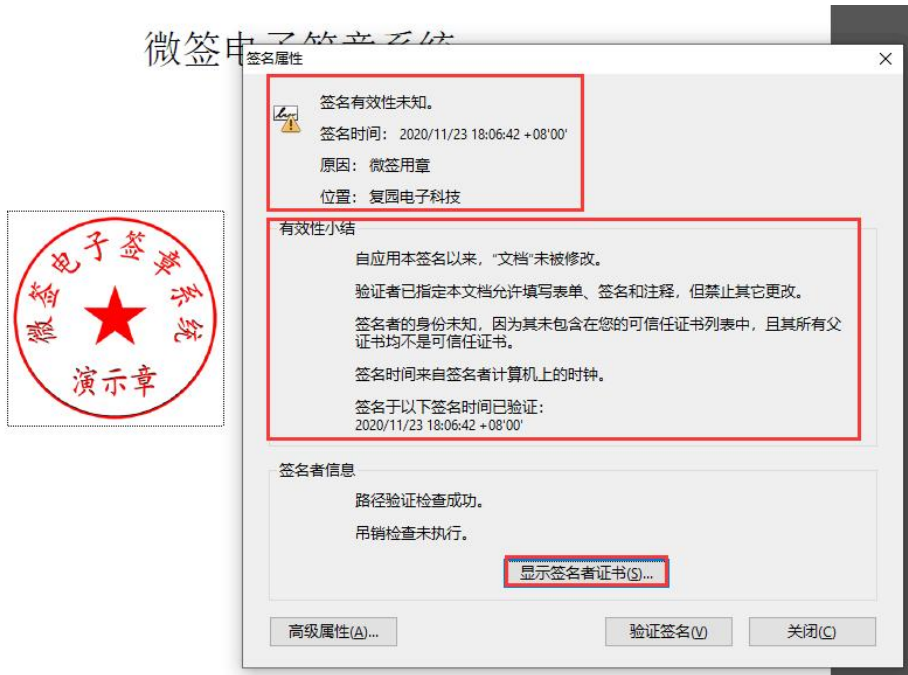 微签电子签章系统
签名属性
签名有效性未知。
签名时间： 2020/11/23 18:06:42 +08'00'
原因： 微签用章
位置： 复园电子科技
有效性小结
自应用本签名以来，“文档”未被修改。
验证者已指定本文档允许填写表单、签名和注释，但禁止其它更改。
签名者的身份未知，因为其未包含在您的可信任证书列表中，且其所有父
证书均不是可信任证书。
签名时间来自签名者计算机上的时钟。
签名于以下签名时间已验证：
2020/11/23 18:06:42 +08'00'
微签电子签章系统
演示章
签名者信息
路径验证检查成功。
吊销检查未执行。
显示签名者证书(S)...
高级属性(A)...
验证签名(V)
关闭(C)